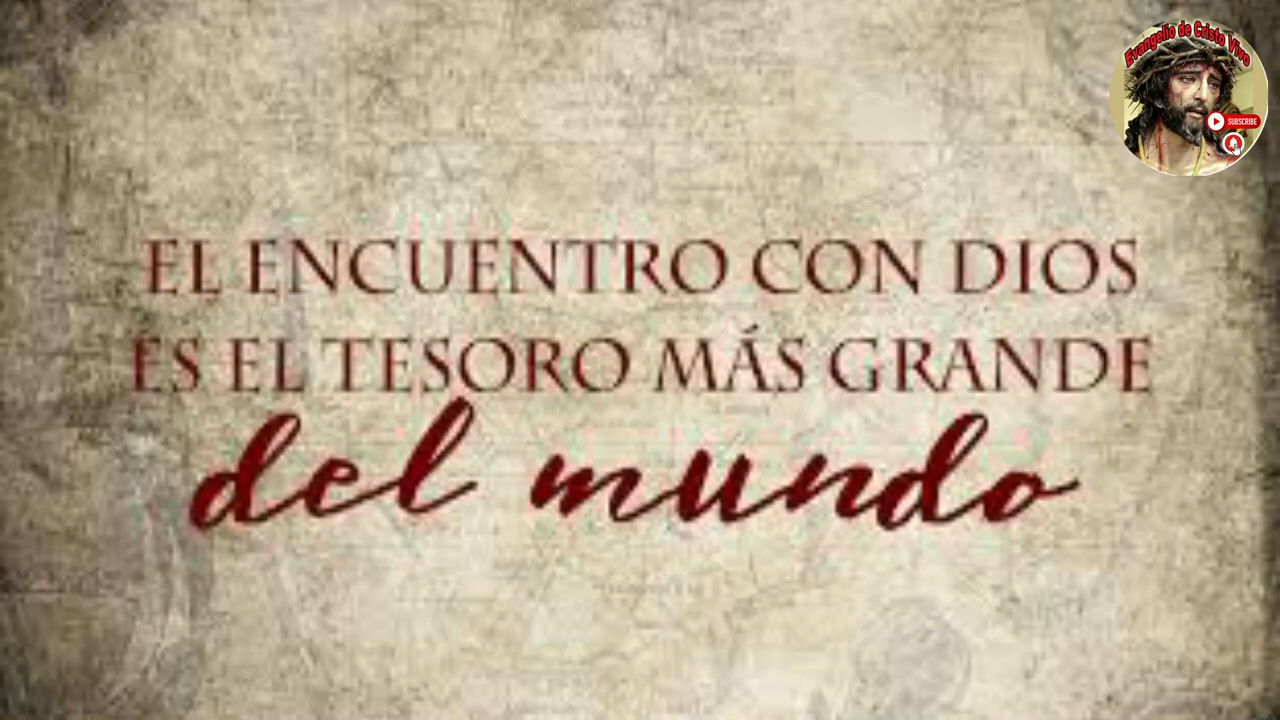 Evangelio de Cristo Vivo
SUBSCRIBE
EL ENCUENTRO CON DIOS
ES EL TESORO MÁS GRANDE
del mundo